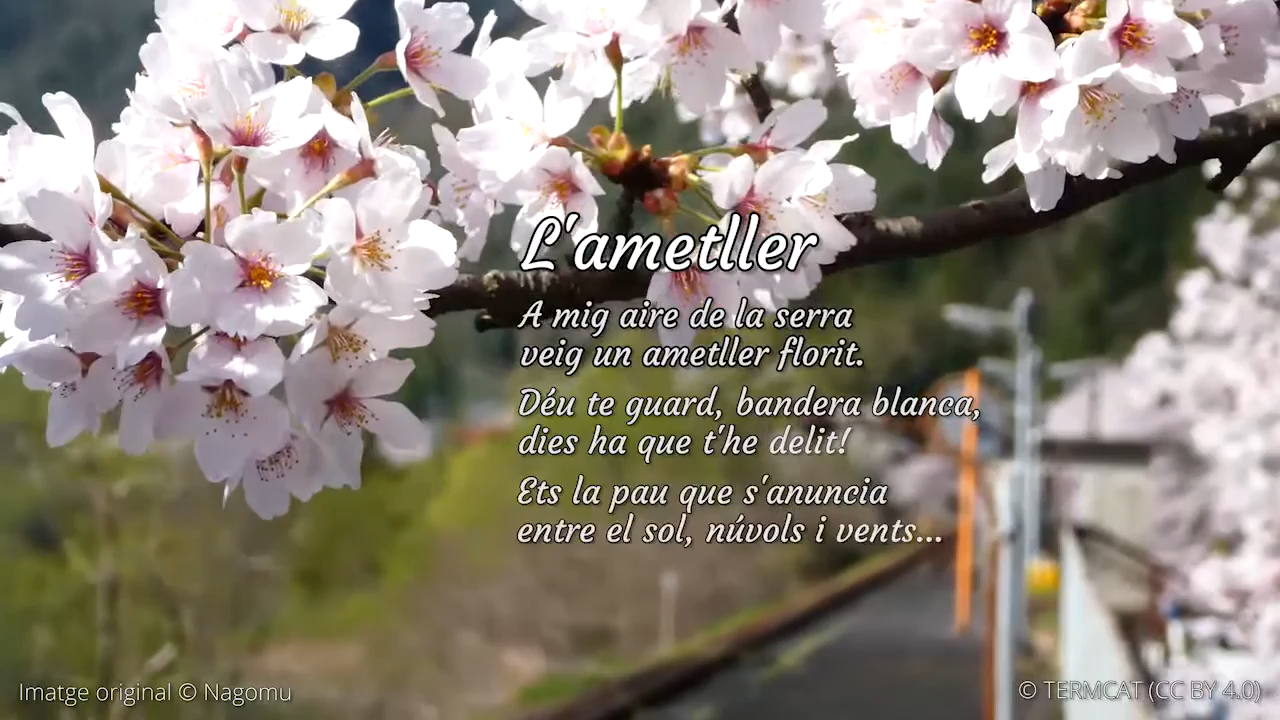 L'ametller
A mig aire de la serra
veig un ametller florit.
Déu te guard, bandera blanca,
dies ha que t'he delit!
Ets la pau que s'anuncia
entre el sol, núvols i vents...
Imatge original © Nagomu
© TERMCAT (CC BY 4.0)